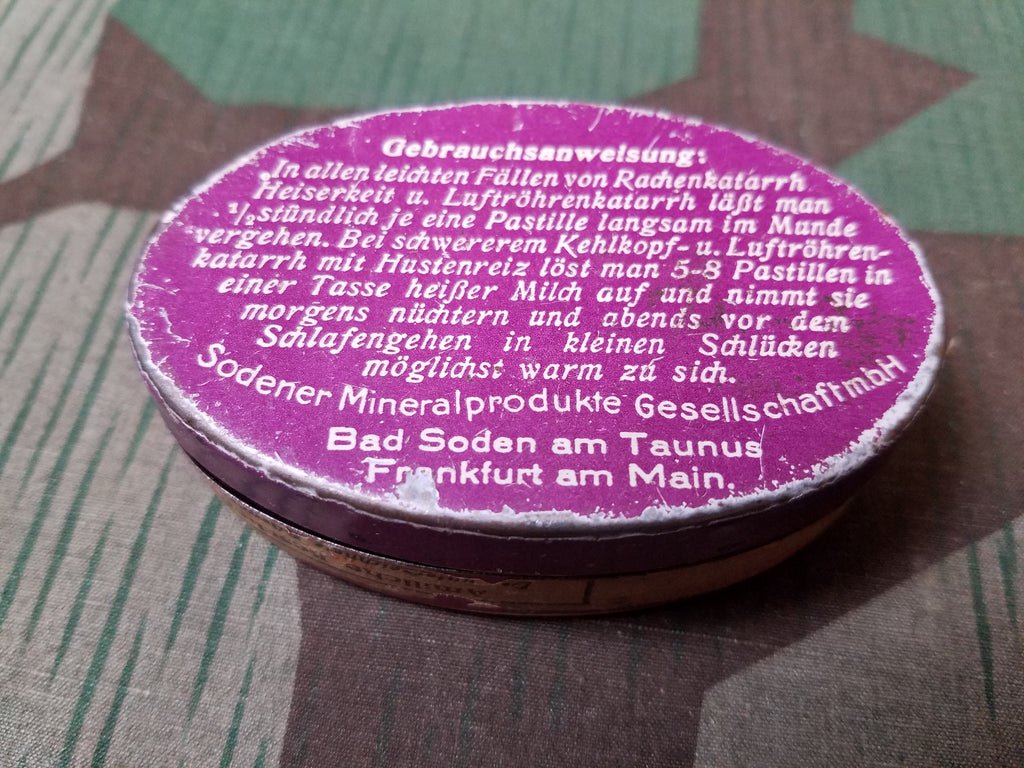 Gebrauchsanweisung:
In allen leichten Fällen von Rachenkatarrh
Heiserkeit u. Luftröhrenkatarrh läßt man
½stündlich je eine Pastille langsam im Munde
vergehen. Bei schwererem Kehlkopf- u. Luftröhren-
katarrh mit Hustenreiz löst man 5-8 Pastillen in
einer Tasse heißer Milch auf und nimmt sie
morgens nüchtern und abends vor dem
Schlafengehen in kleinen Schlücken
möglichst warm zu sich.
Sodener Mineralprodukte Gesellschaft mbH
Bad Soden am Taunus
Frankfurt am Main.